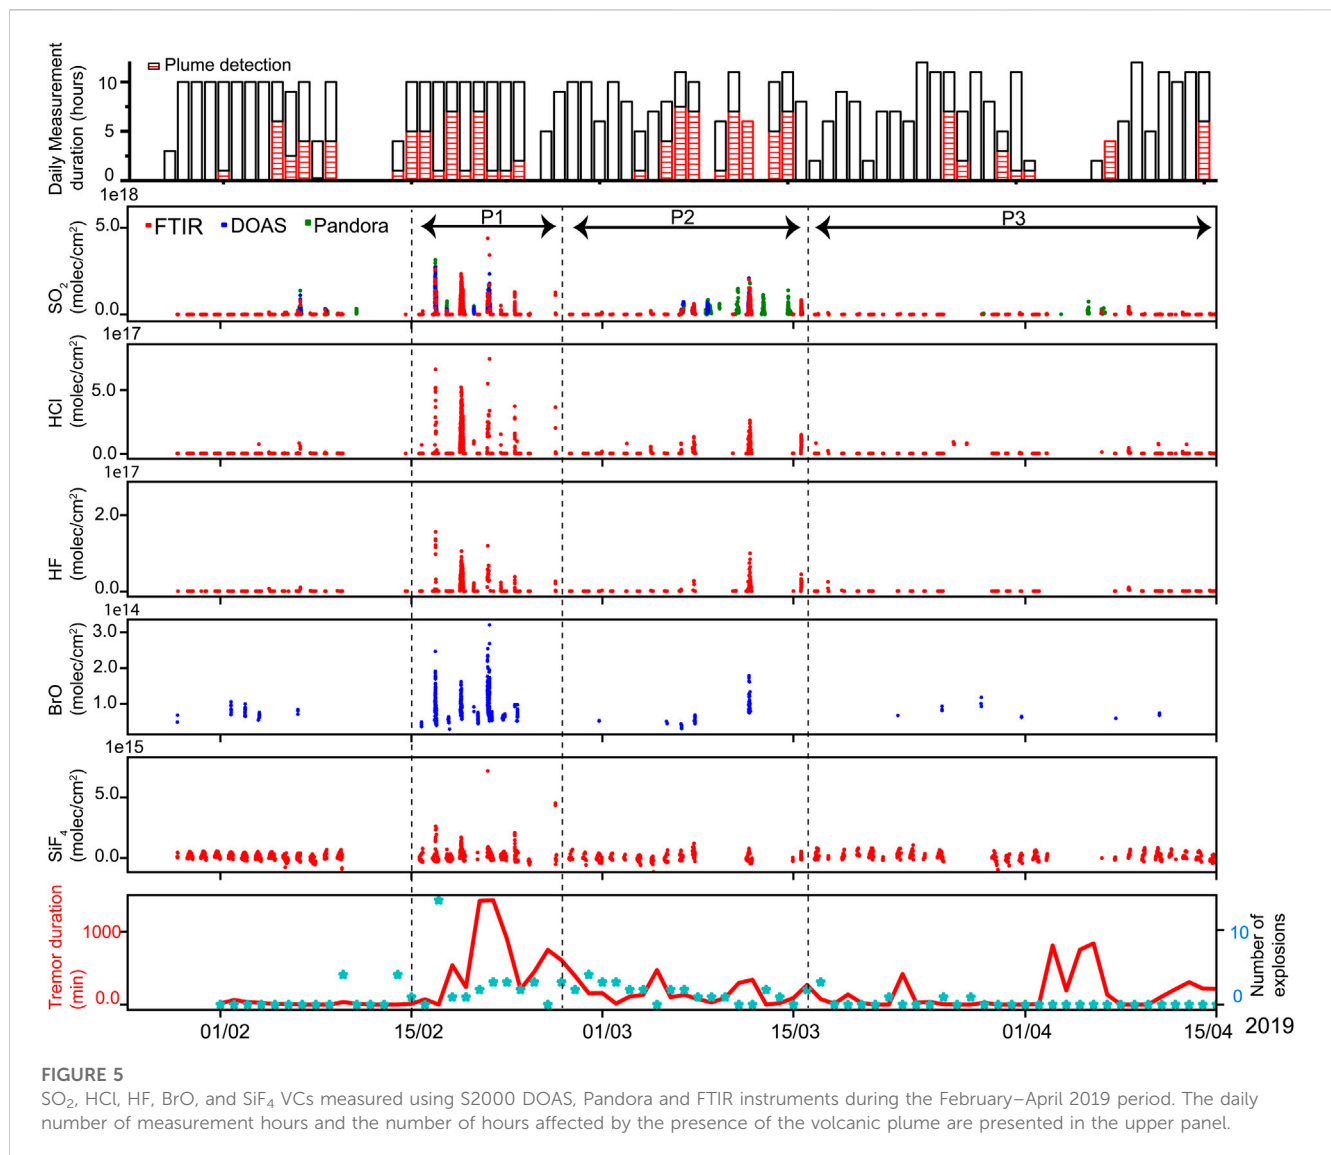 Plume detection
Daily Measurement
duration (hours)
10
5
0
1e18
FTIR DOAS Pandora
P1
P2
P3
SO2
(molec/cm2)
5.0
0.0
1e17
HCl
(molec/cm2)
5.0
0.0
1e17
HF
(molec/cm2)
2.0
0.0
1e14
BrO
(molec/cm2)
3.0
2.0
1.0
1e15
SiF4
(molec/cm2)
5.0
0.0
Tremor duration
(min)
1000
0.0
10
0
Number of
explosions
01/02 15/02 01/03 15/03 01/04 15/04 2019
FIGURE 5
SO2, HCl, HF, BrO, and SiF4 VCs measured using S2000 DOAS, Pandora and FTIR instruments during the February–April 2019 period. The daily
number of measurement hours and the number of hours affected by the presence of the volcanic plume are presented in the upper panel.